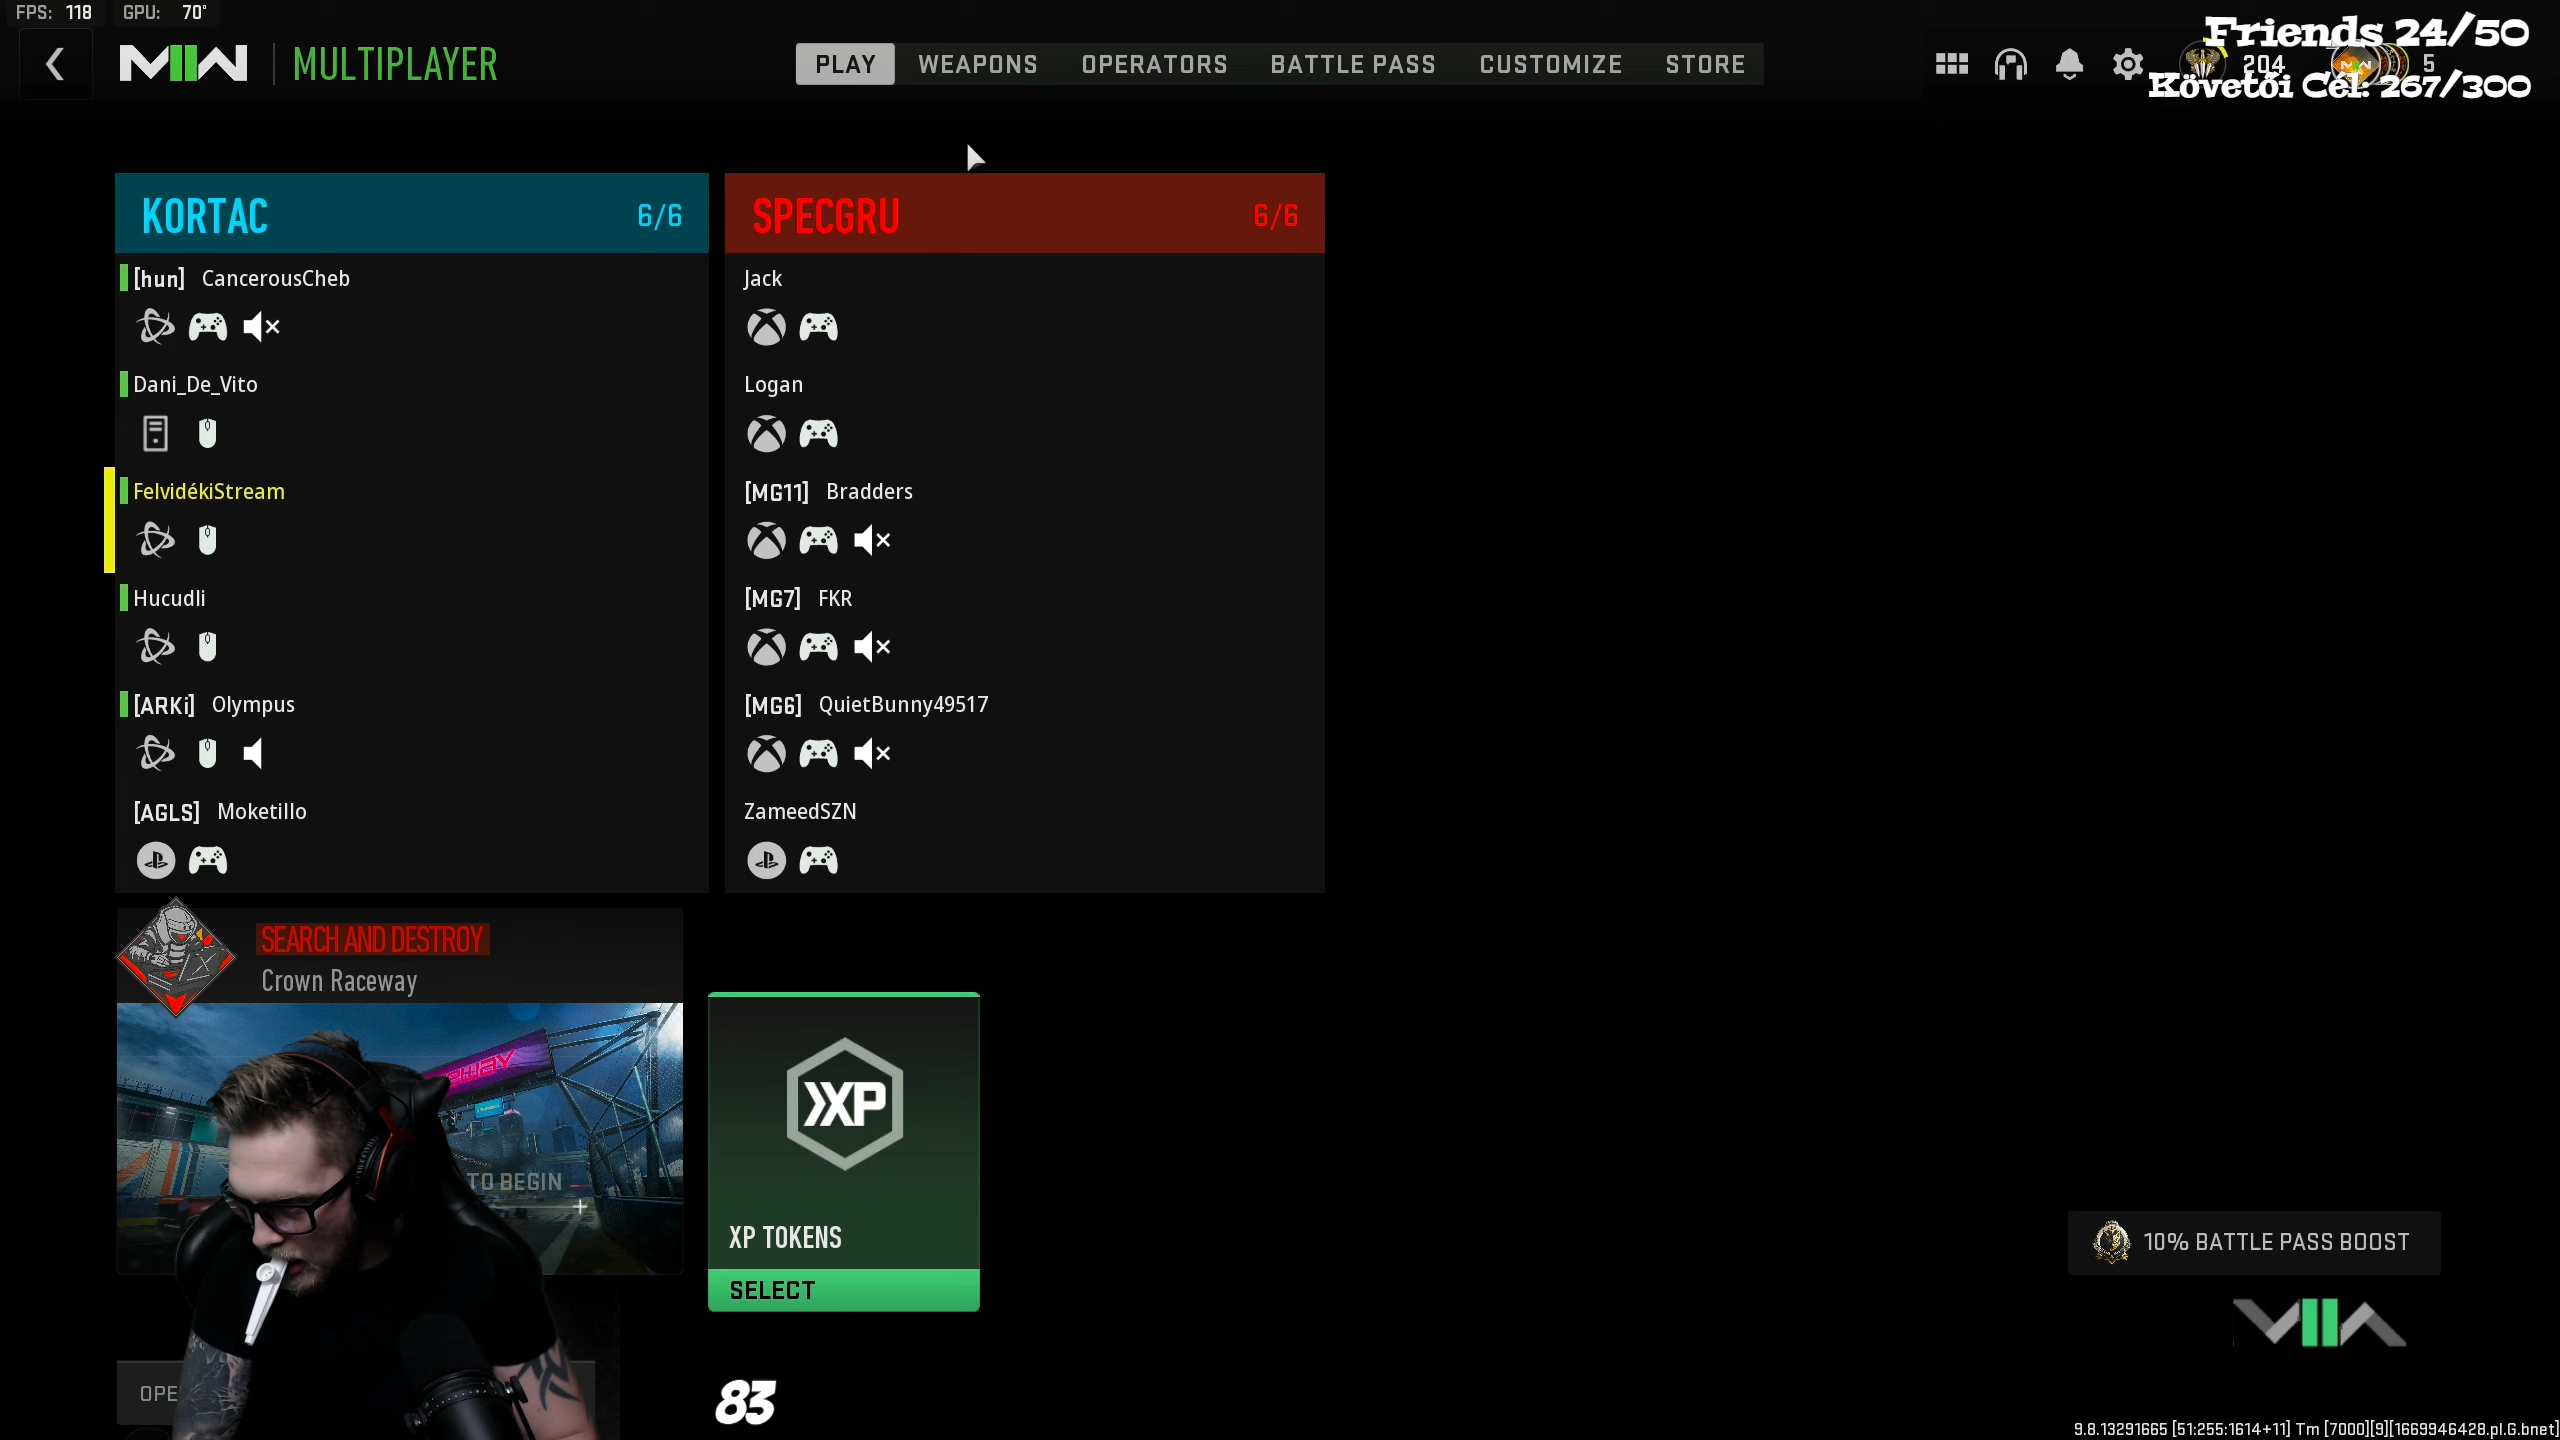 FPS: 118 GPU: 70°
MWII MULTIPLAYER
PLAY WEAPONS OPERATORS BATTLE PASS CUSTOMIZE STORE
Friends 24/50
204 5
Követői Cél: 267/300
KORTAC 6/6
[hun] CancerousCheb
Dani_De_Vito
FelvidékiStream
Hucudli
[ARKi] Olympus
[AGLS] Moketillo
SPECGRU 6/6
Jack
Logan
[MG11] Bradders
[MG7] FKR
[MG6] QuietBunny49517
ZameedSZN
SEARCH AND DESTROY
Crown Raceway
TO BEGIN
XP
XP TOKENS
SELECT
10% BATTLE PASS BOOST
OPE
83
9.8.13291665 [51:255:1614+11] Tm [7000][9][1669946428.pl.G.bnet]